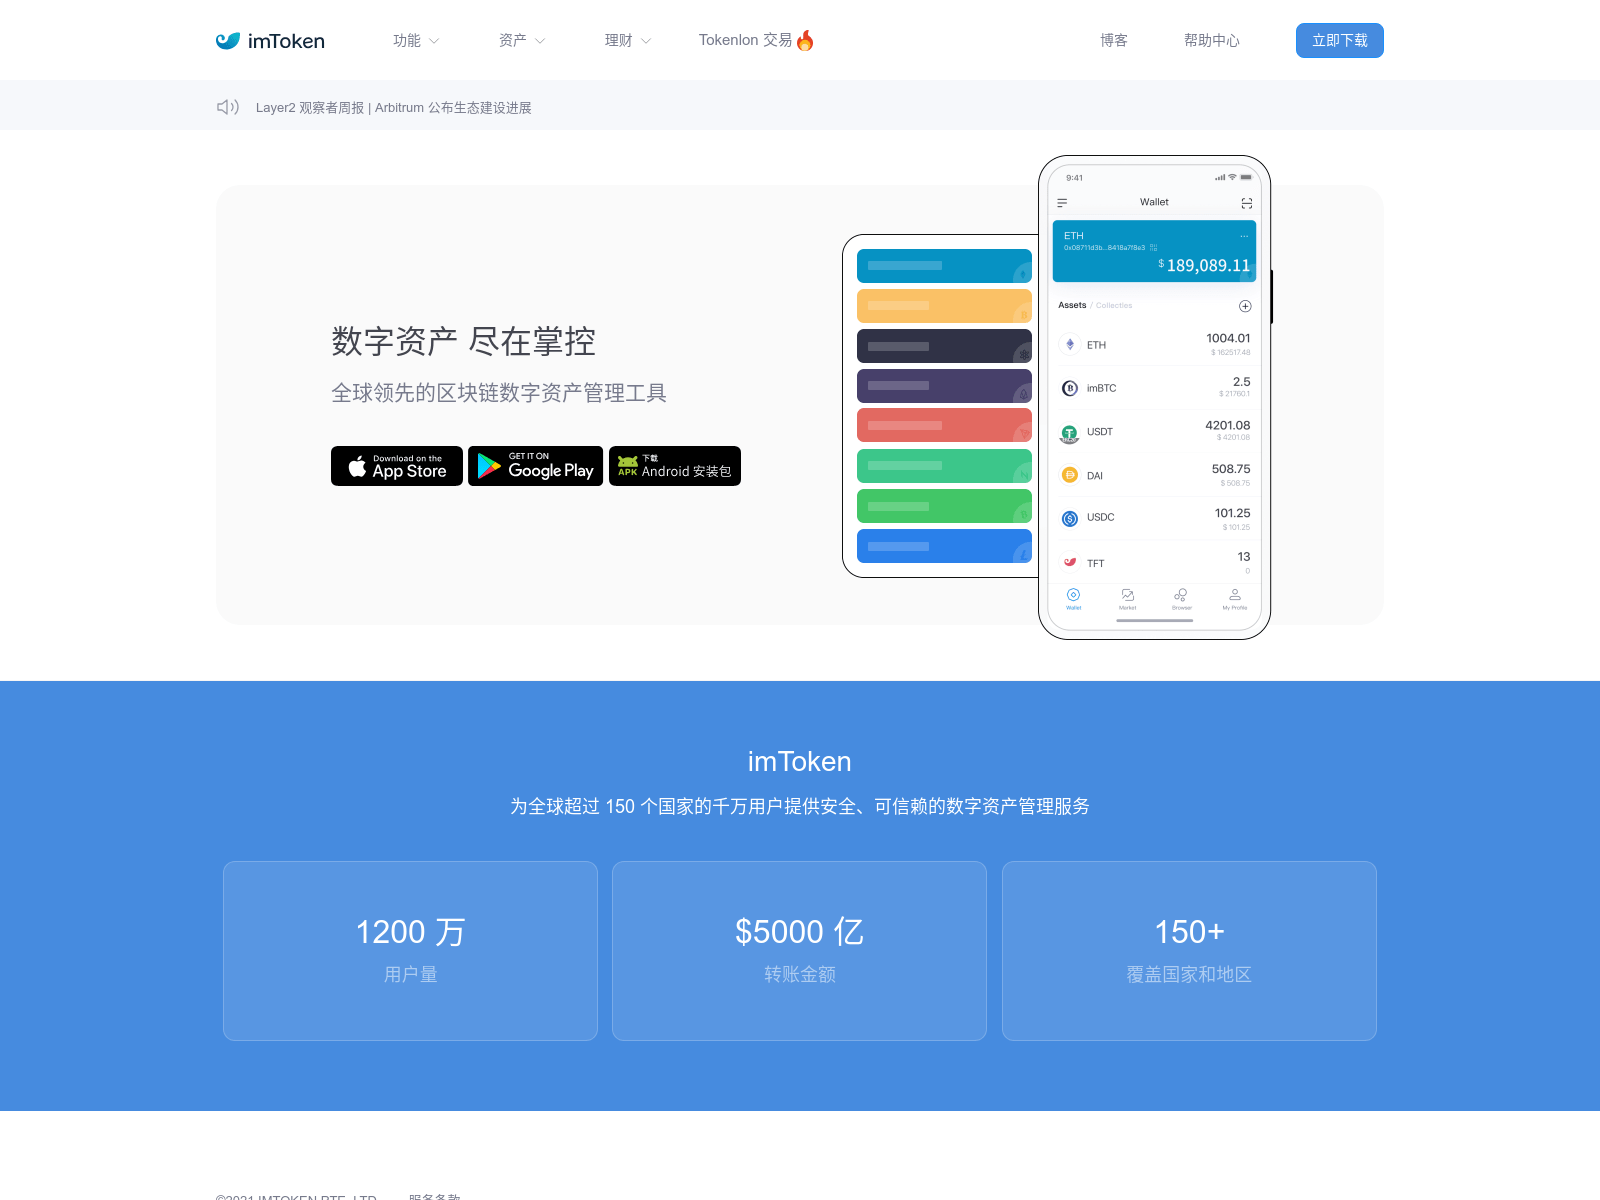 imToken
功能
资产
理财
Tokenlon 交易
博客
帮助中心
立即下载
Layer2 观察者周报 | Arbitrum 公布生态建设进展
数字资产 尽在掌控
全球领先的区块链数字资产管理工具
Download on the
App Store
GET IT ON
Google Play
APK
下载
Android 安装包
9:41
Wallet
ETH
0x08711d3b...8418a7f8e3
$ 189,089.11
Assets / Collecties
ETH
1004.01
$ 162517.48
imBTC
2.5
$ 21760.1
USDT
4201.08
$ 4201.08
DAI
508.75
$ 508.75
USDC
101.25
$ 101.25
TFT
13
0
Wallet
Market
Browser
My Profile
imToken
为全球超过 150 个国家的千万用户提供安全、可信赖的数字资产管理服务
1200 万
用户量
$5000 亿
转账金额
150+
覆盖国家和地区
©2021 IMTOKEN PTE. LTD.
服务条款